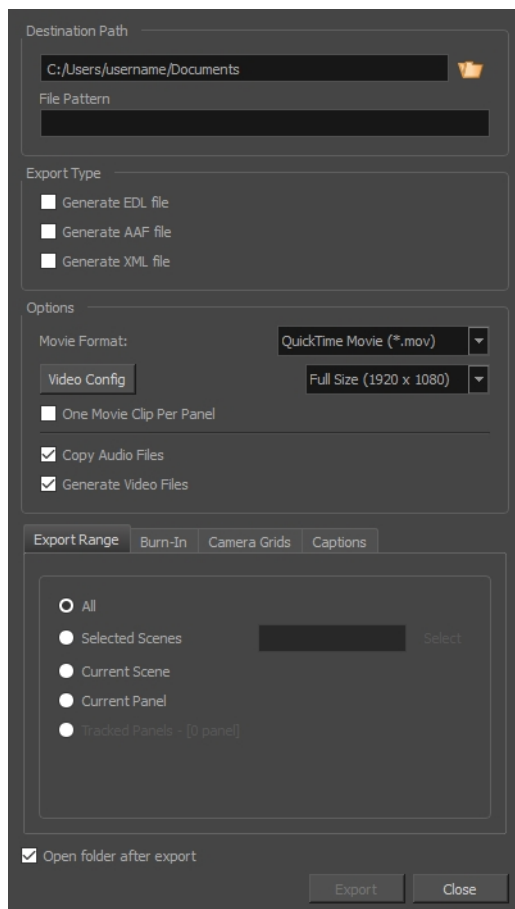 Destination Path
C:/Users/username/Documents
File Pattern
Export Type
Generate EDL file
Generate AAF file
Generate XML file
Options
Movie Format:
QuickTime Movie (*.mov)
Video Config
Full Size (1920 x 1080)
One Movie Clip Per Panel
Copy Audio Files
Generate Video Files
Export Range
Burn-In
Camera Grids
Captions
All
Selected Scenes
Select
Current Scene
Current Panel
Tracked Panels - [0 panel]
Open folder after export
Export
Close